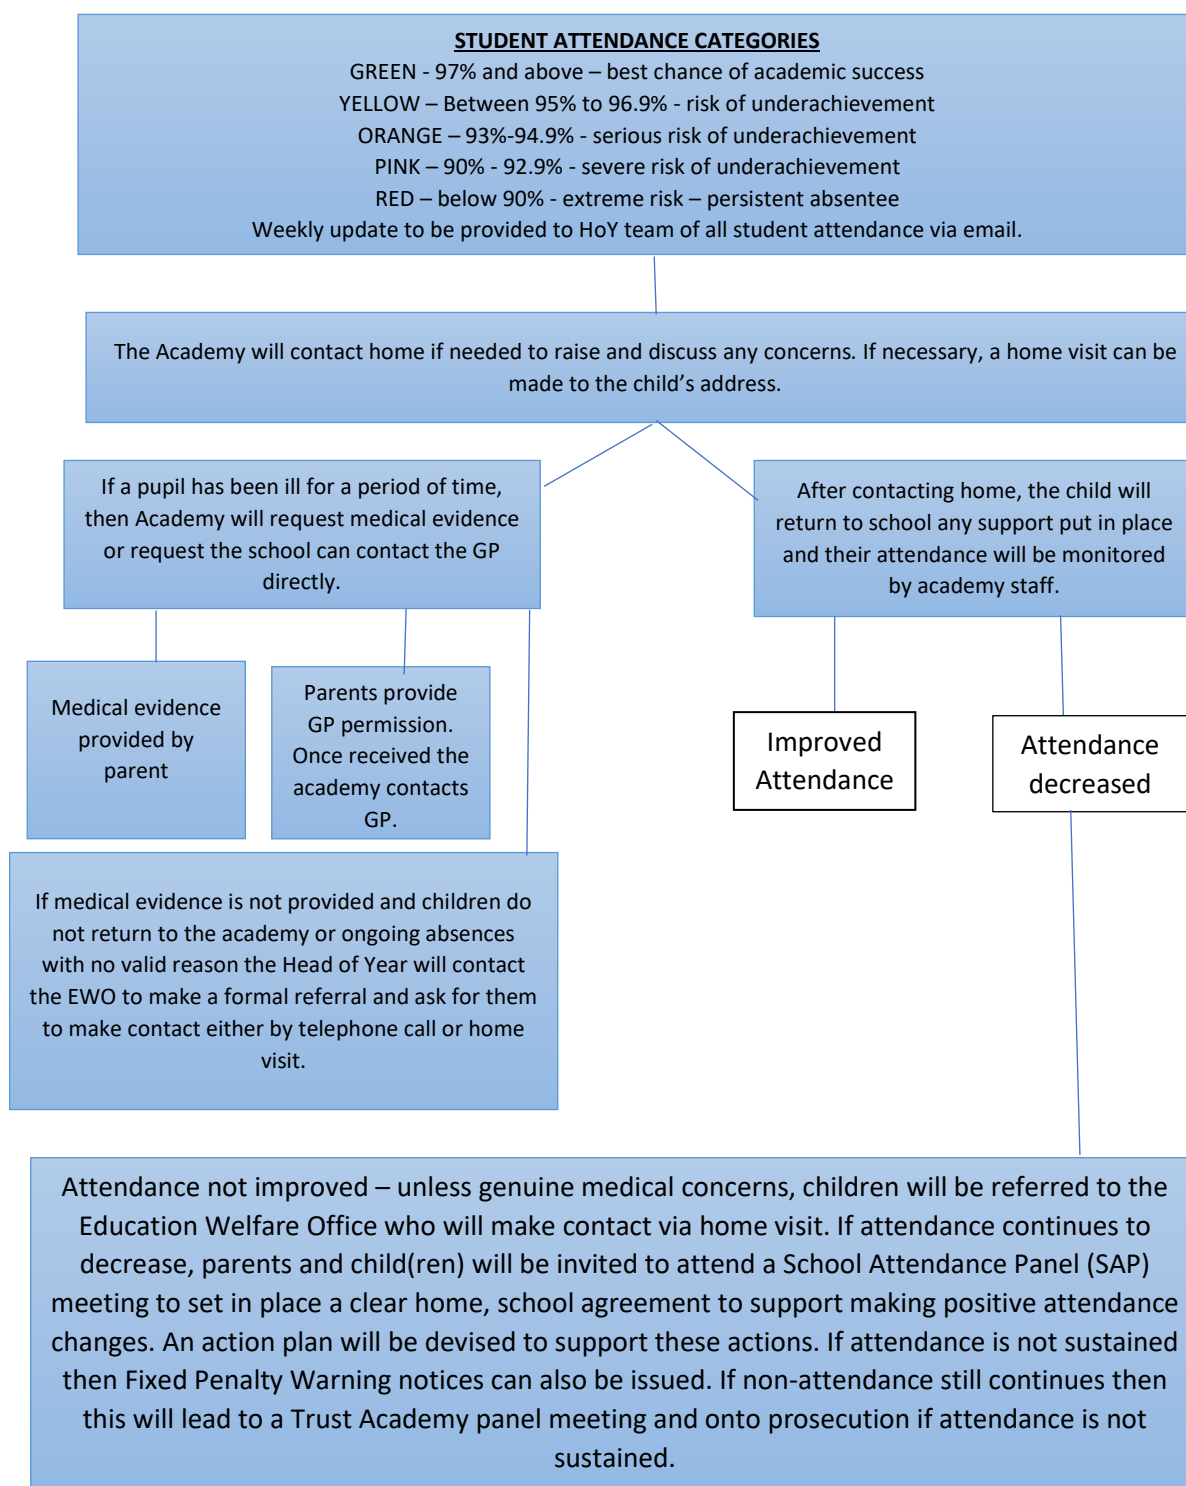 STUDENT ATTENDANCE CATEGORIES
GREEN - 97% and above – best chance of academic success
YELLOW – Between 95% to 96.9% - risk of underachievement
ORANGE – 93%-94.9% - serious risk of underachievement
PINK – 90% - 92.9% - severe risk of underachievement
RED – below 90% - extreme risk – persistent absentee
Weekly update to be provided to HoY team of all student attendance via email.
The Academy will contact home if needed to raise and discuss any concerns. If necessary, a home visit can be
made to the child’s address.
If a pupil has been ill for a period of time,
then Academy will request medical evidence
or request the school can contact the GP
directly.
After contacting home, the child will
return to school any support put in place
and their attendance will be monitored
by academy staff.
Medical evidence
provided by
parent
Parents provide
GP permission.
Once received the
academy contacts
GP.
Improved
Attendance
Attendance
decreased
If medical evidence is not provided and children do
not return to the academy or ongoing absences
with no valid reason the Head of Year will contact
the EWO to make a formal referral and ask for them
to make contact either by telephone call or home
visit.
Attendance not improved – unless genuine medical concerns, children will be referred to the
Education Welfare Office who will make contact via home visit. If attendance continues to
decrease, parents and child(ren) will be invited to attend a School Attendance Panel (SAP)
meeting to set in place a clear home, school agreement to support making positive attendance
changes. An action plan will be devised to support these actions. If attendance is not sustained
then Fixed Penalty Warning notices can also be issued. If non-attendance still continues then
this will lead to a Trust Academy panel meeting and onto prosecution if attendance is not
sustained.